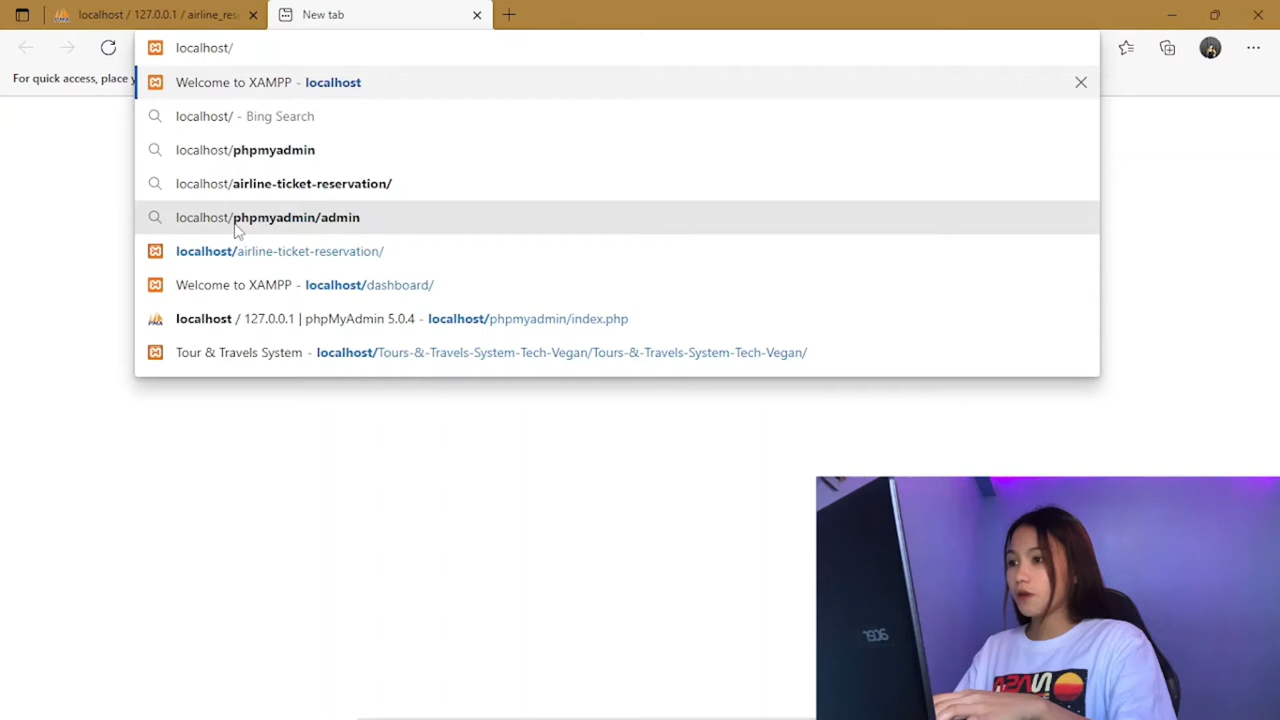 localhost / 127.0.0.1 / airline_res
New tab
For quick access, place y
localhost/
Welcome to XAMPP - localhost
localhost/ - Bing Search
localhost/phpmyadmin
localhost/airline-ticket-reservation/
localhost/phpmyadmin/admin
localhost/airline-ticket-reservation/
Welcome to XAMPP - localhost/dashboard/
localhost / 127.0.0.1 | phpMyAdmin 5.0.4 - localhost/phpmyadmin/index.php
Tour & Travels System - localhost/Tours-&-Travels-System-Tech-Vegan/Tours-&-Travels-System-Tech-Vegan/
acer